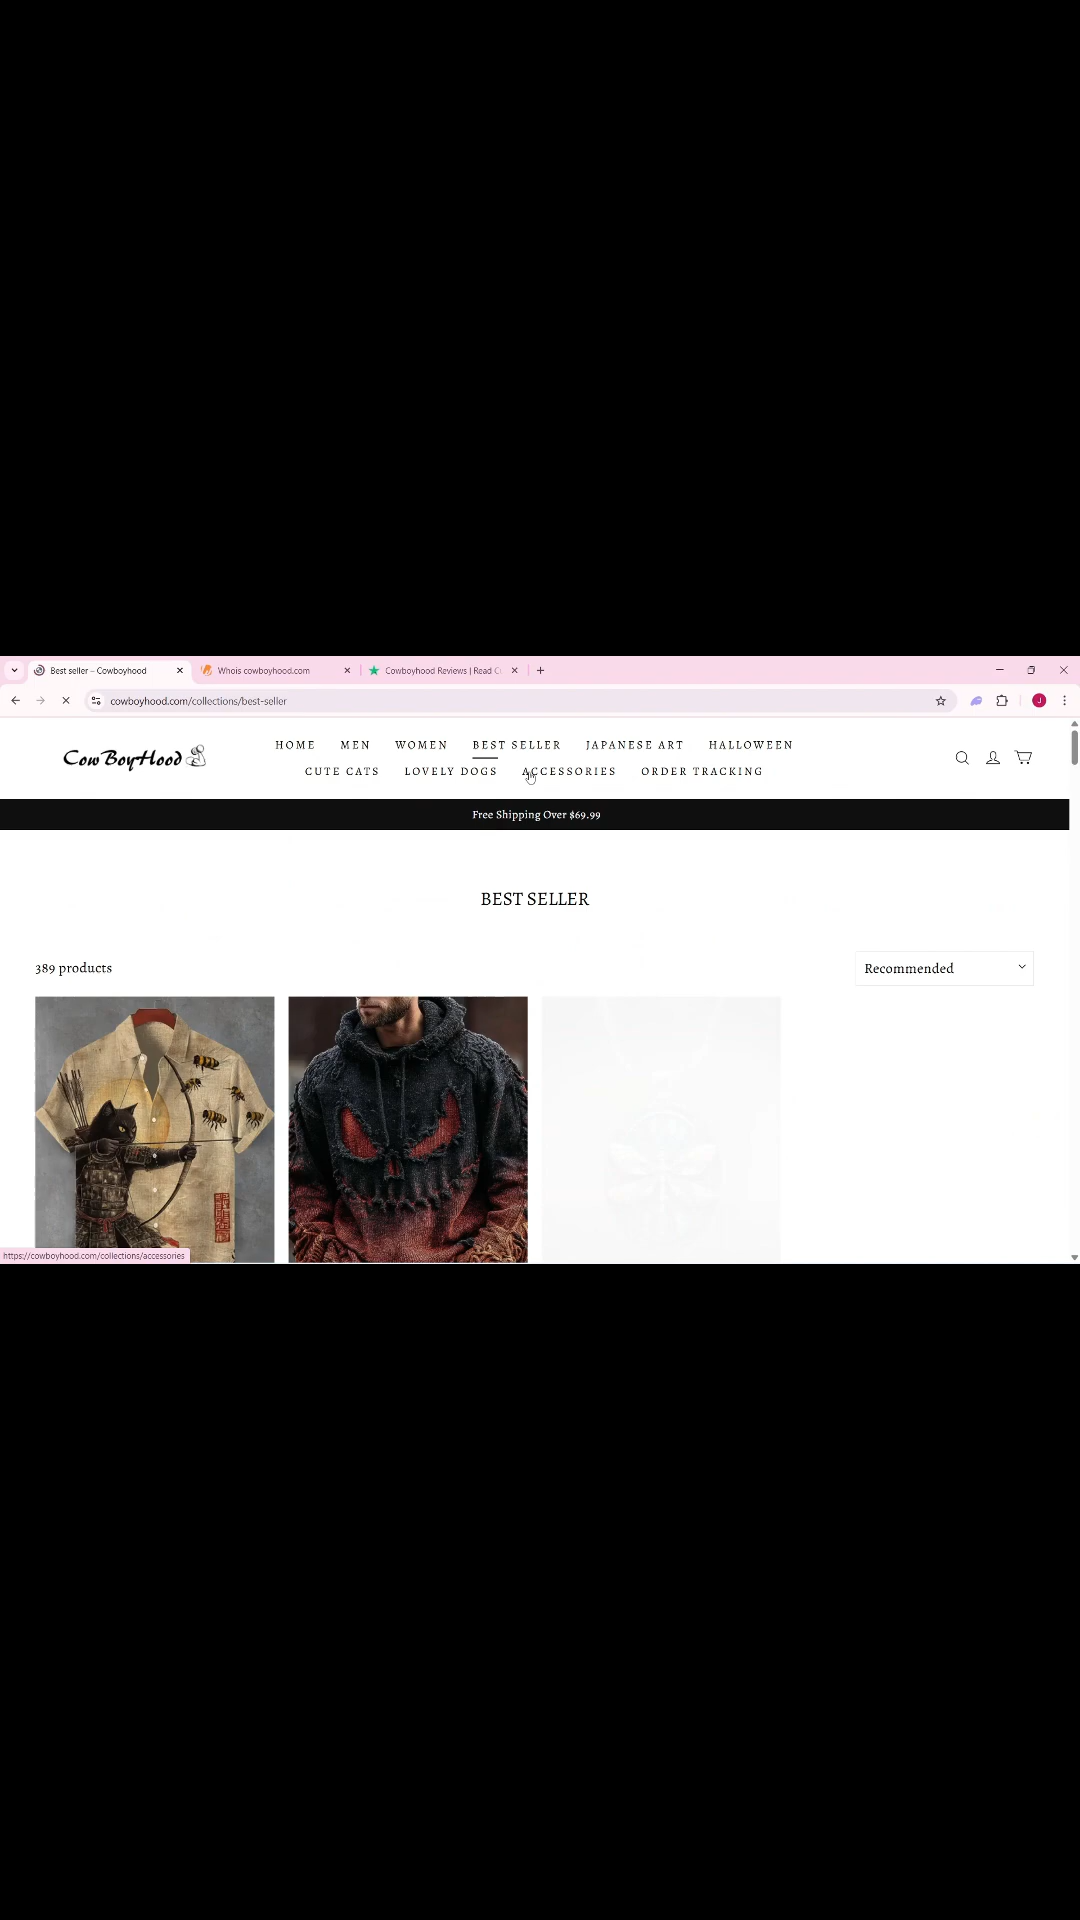 Best seller – Cowboyhood
Whois cowboyhood.com
Cowboyhood Reviews | Read C
cowboyhood.com/collections/best-seller
J
CowBoyHood
HOME MEN WOMEN BEST SELLER JAPANESE ART HALLOWEEN
CUTE CATS LOVELY DOGS ACCESSORIES ORDER TRACKING
Free Shipping Over $69.99
BEST SELLER
389 products
Recommended
https://cowboyhood.com/collections/accessories